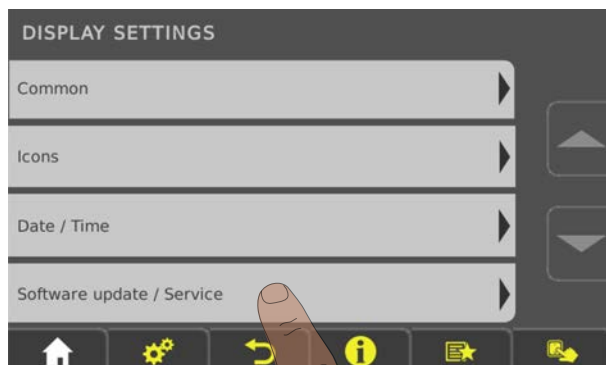 DISPLAY SETTINGS
Common
Icons
Date / Time
Software update / Service